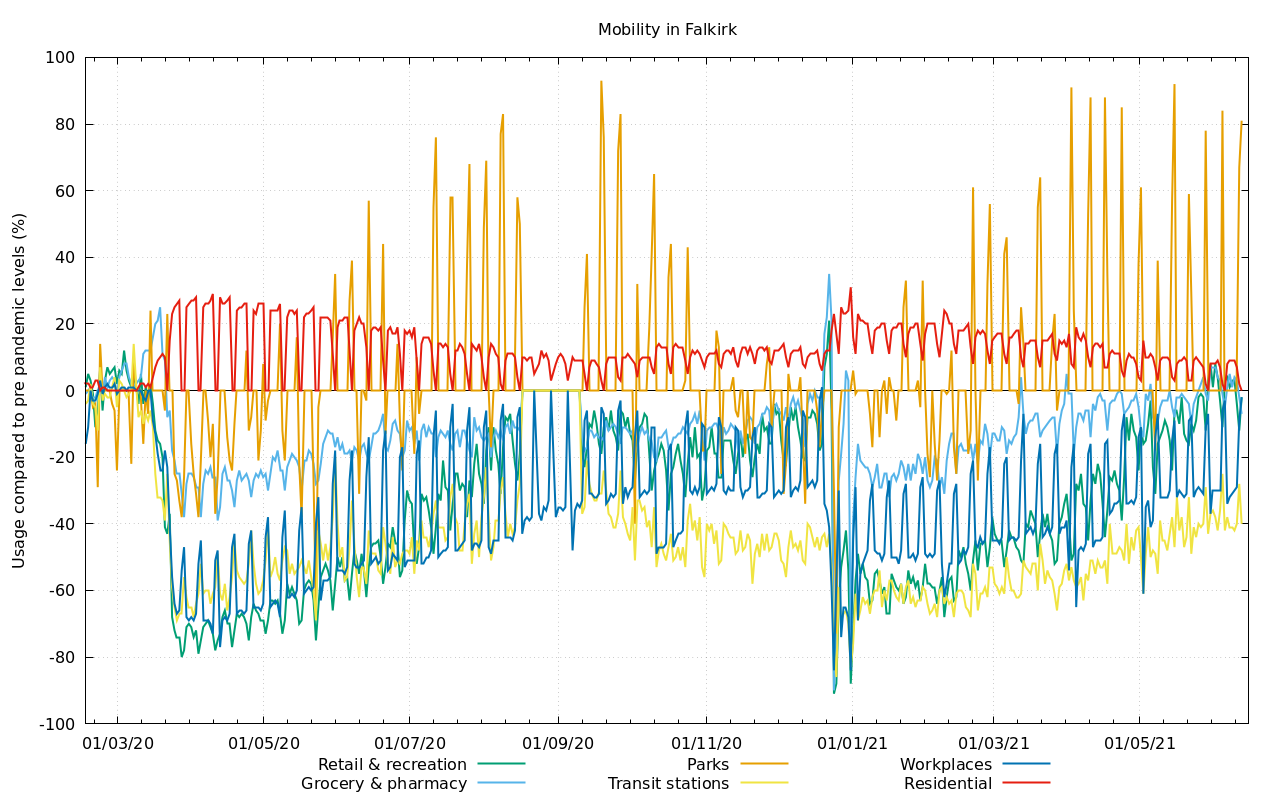 Mobility in Falkirk
Usage compared to pre pandemic levels (%)
100
80
60
40
20
0
-20
-40
-60
-80
-100
01/03/20 01/05/20 01/07/20 01/09/20 01/11/20 01/01/21 01/03/21 01/05/21
Retail & recreation Parks Workplaces
Grocery & pharmacy Transit stations Residential